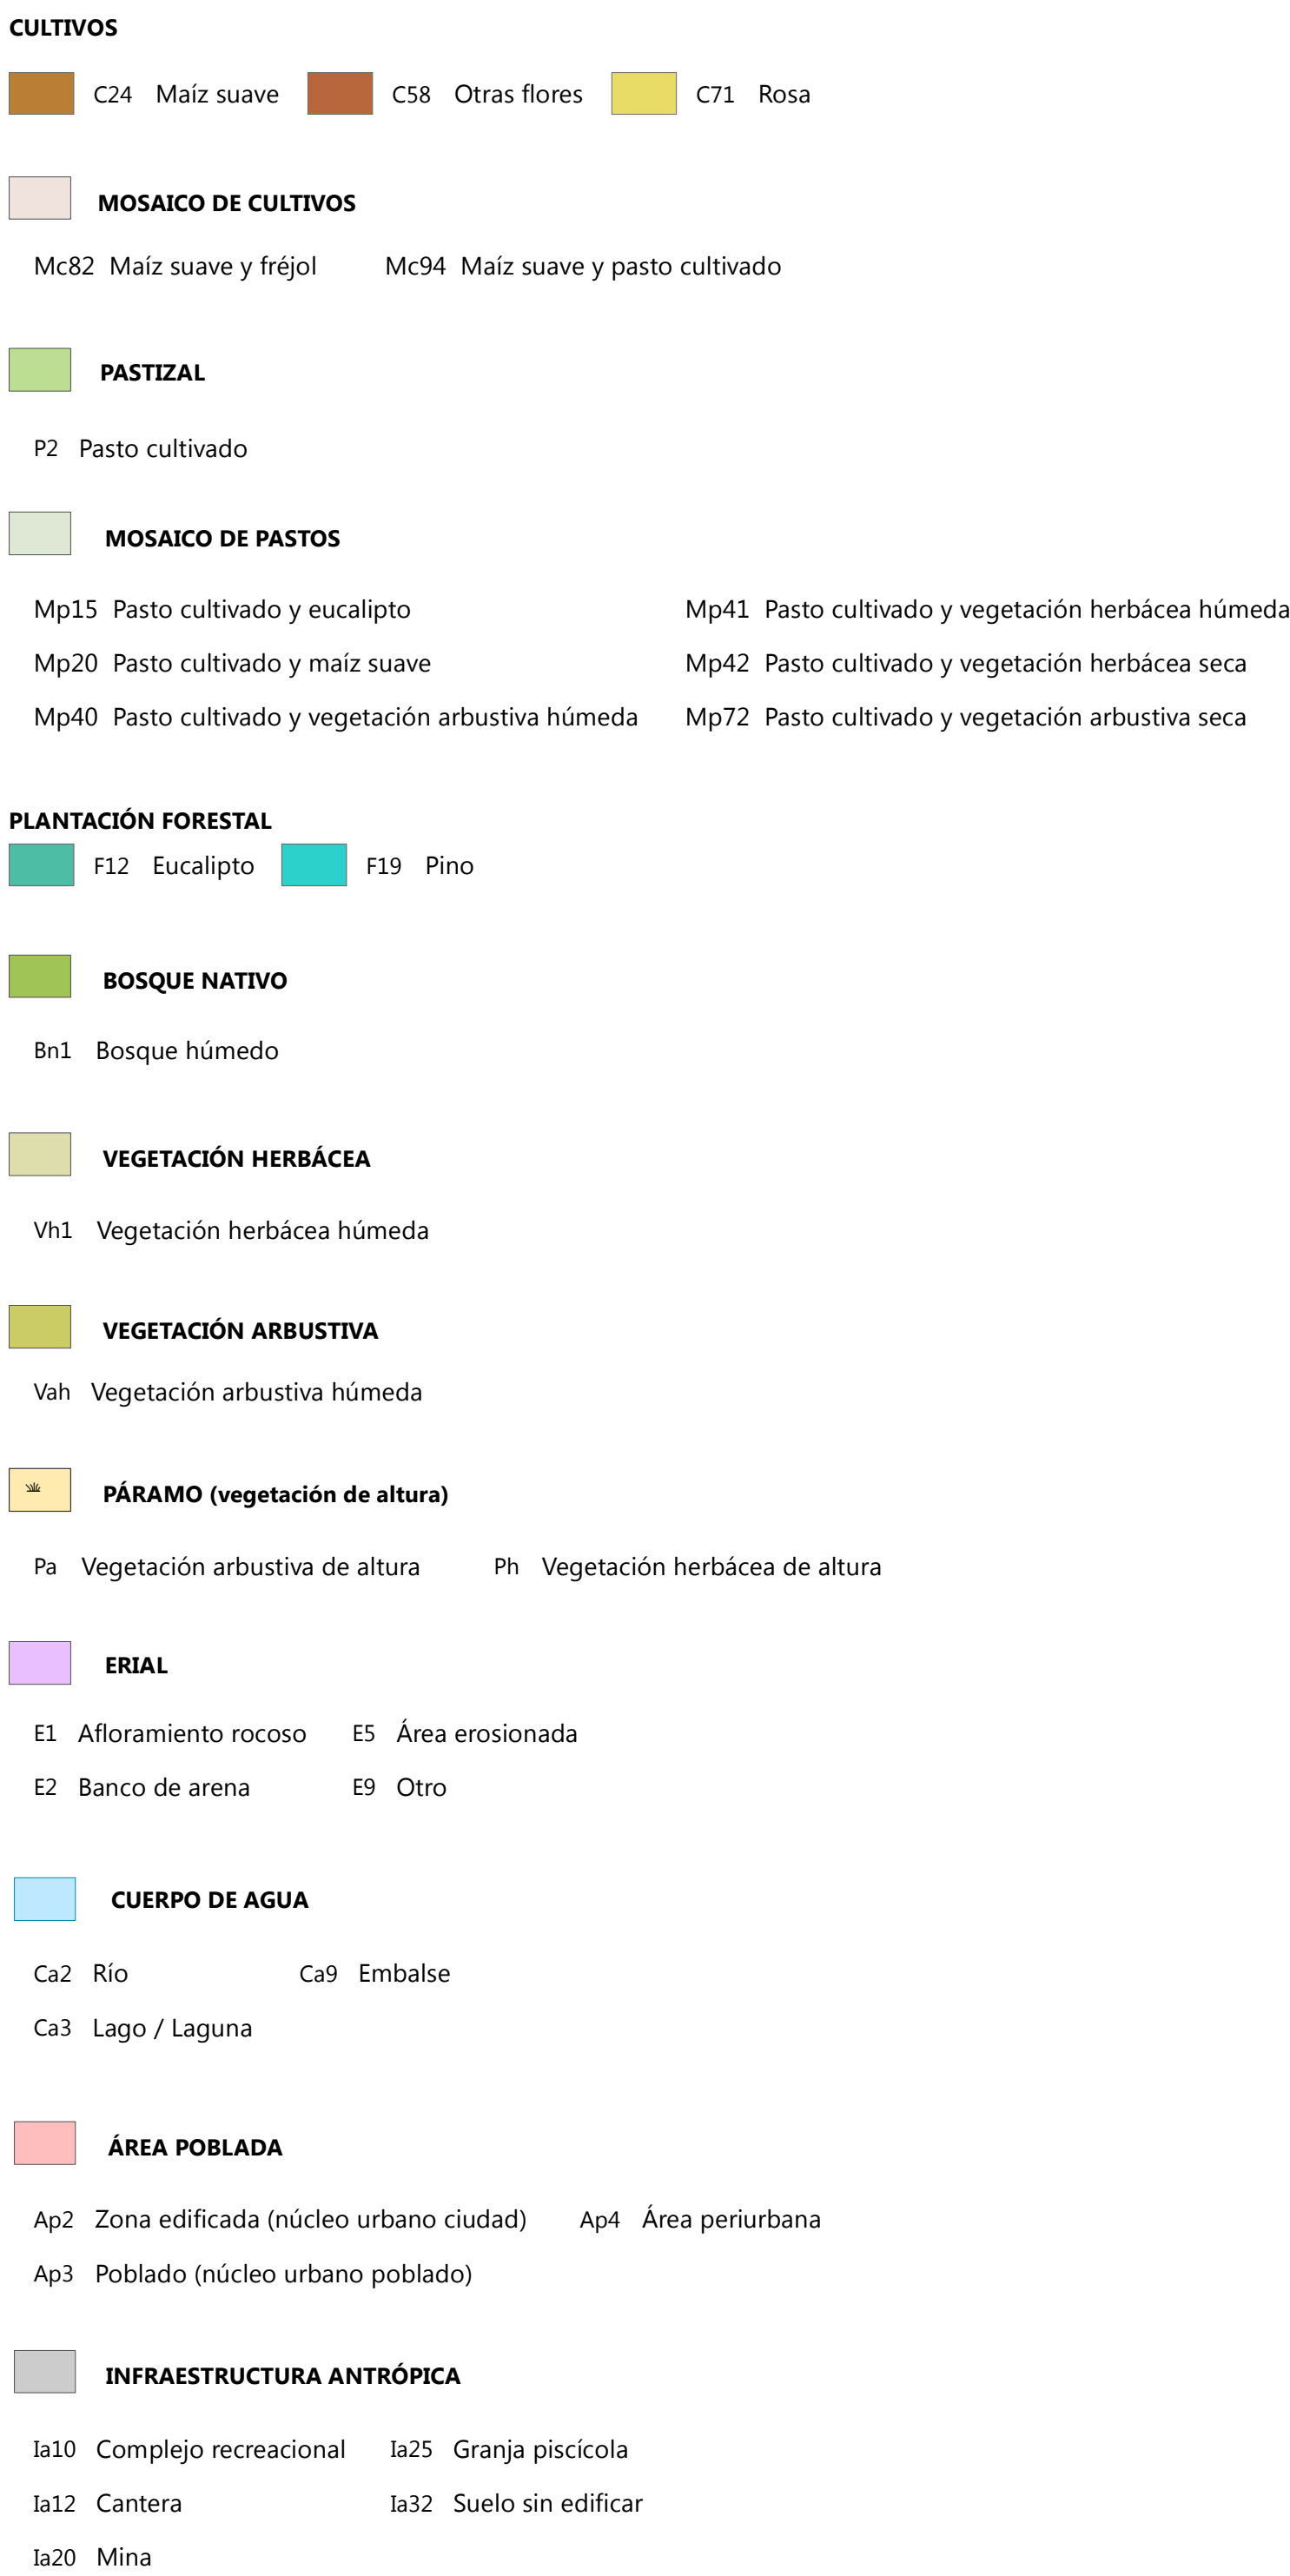 CULTIVOS
C24 Maíz suave C58 Otras flores C71 Rosa
MOSAICO DE CULTIVOS
Mc82 Maíz suave y fréjol Mc94 Maíz suave y pasto cultivado
PASTIZAL
P2 Pasto cultivado
MOSAICO DE PASTOS
Mp15 Pasto cultivado y eucalipto Mp41 Pasto cultivado y vegetación herbácea húmeda
Mp20 Pasto cultivado y maíz suave Mp42 Pasto cultivado y vegetación herbácea seca
Mp40 Pasto cultivado y vegetación arbustiva húmeda Mp72 Pasto cultivado y vegetación arbustiva seca
PLANTACIÓN FORESTAL
F12 Eucalipto F19 Pino
BOSQUE NATIVO
Bn1 Bosque húmedo
VEGETACIÓN HERBÁCEA
Vh1 Vegetación herbácea húmeda
VEGETACIÓN ARBUSTIVA
Vah Vegetación arbustiva húmeda
PÁRAMO (vegetación de altura)
Pa Vegetación arbustiva de altura Ph Vegetación herbácea de altura
ERIAL
E1 Afloramiento rocoso E5 Área erosionada
E2 Banco de arena E9 Otro
CUERPO DE AGUA
Ca2 Río Ca9 Embalse
Ca3 Lago / Laguna
ÁREA POBLADA
Ap2 Zona edificada (núcleo urbano ciudad) Ap4 Área periurbana
Ap3 Poblado (núcleo urbano poblado)
INFRAESTRUCTURA ANTRÓPICA
Ia10 Complejo recreacional Ia25 Granja piscícola
Ia12 Cantera Ia32 Suelo sin edificar
Ia20 Mina